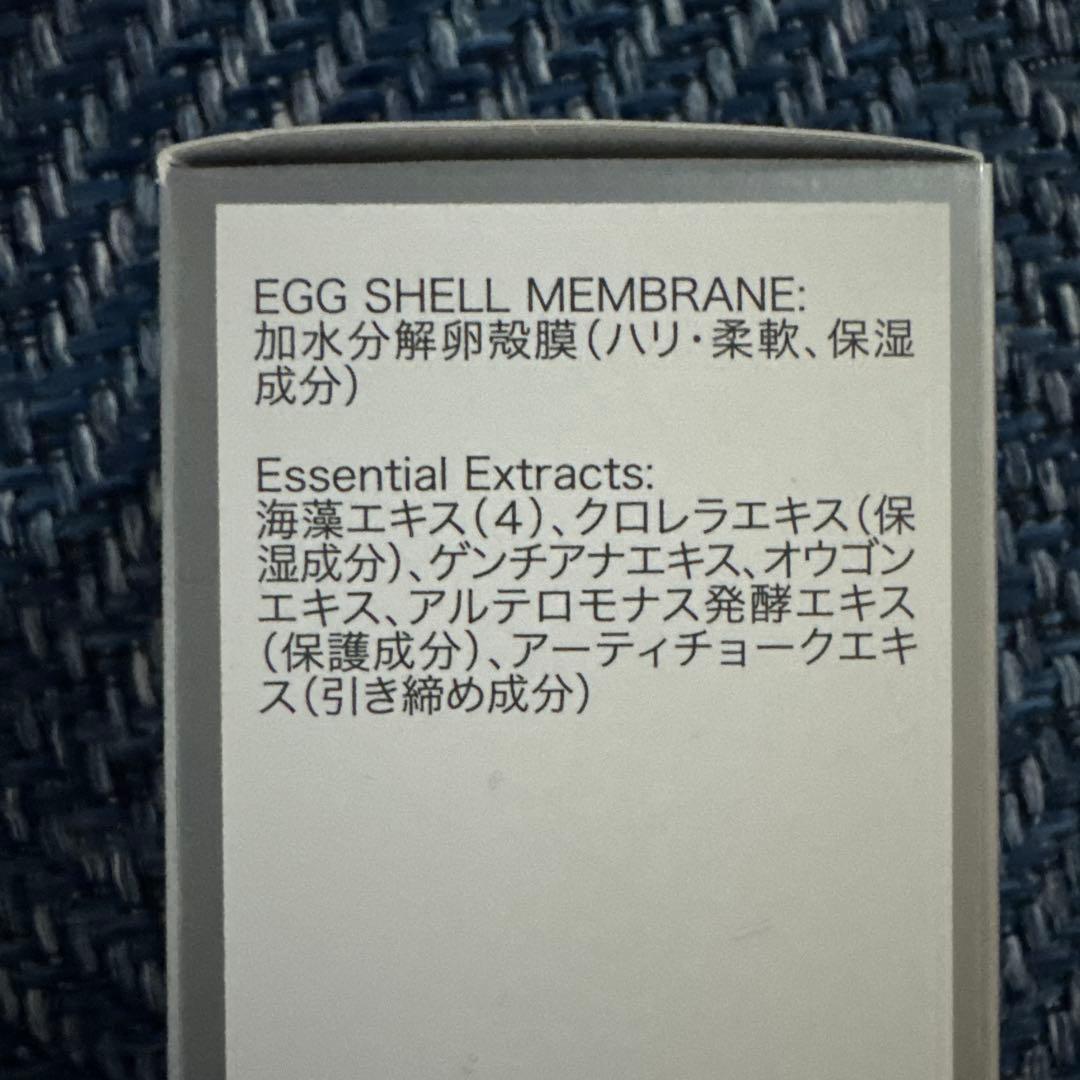 EGG SHELL MEMBRANE:
加水分解卵殻膜(ハリ・柔軟、保湿
成分)
Essential Extracts:
海藻エキス(4)、クロレラエキス(保
湿成分)、ゲンチアナエキス、オウゴン
エキス、アルテロモナス発酵エキス
(保護成分)、アーティチョークエキ
ス(引き締め成分)